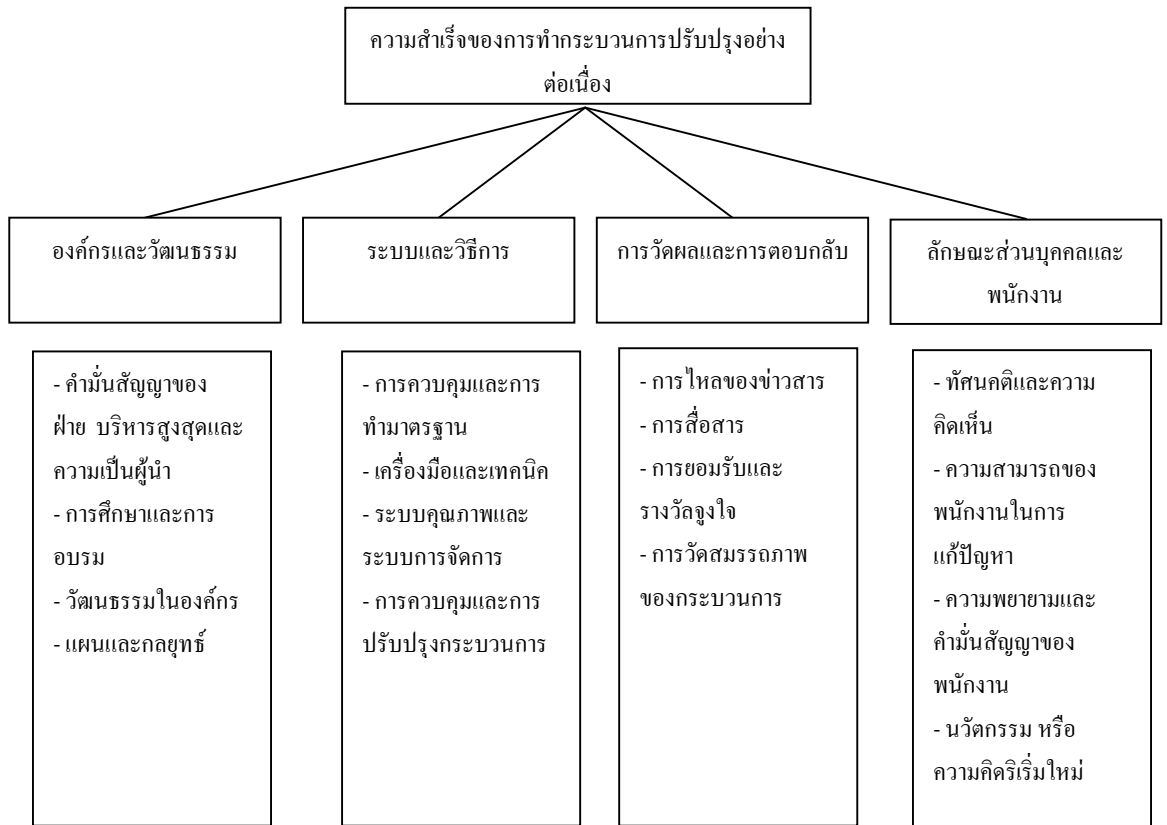 ความสำเร็จของการทำกระบวนการปรับปรุงอย่าง
ต่อเนื่อง
องค์กรและวัฒนธรรม
ระบบและวิธีการ
การวัดผลและการตอบกลับ
ลักษณะส่วนบุคคลและ
พนักงาน
- คำมั่นสัญญาของ
ฝ่าย บริหารสูงสุดและ
ความเป็นผู้นำ
- การศึกษาและการ
อบรม
- วัฒนธรรมในองค์กร
- แผนและกลยุทธ์
- การควบคุมและการ
ทำมาตรฐาน
- เครื่องมือและเทคนิค
- ระบบคุณภาพและ
ระบบการจัดการ
- การควบคุมและการ
ปรับปรุงกระบวนการ
- การไหลของข่าวสาร
- การสื่อสาร
- การยอมรับและ
รางวัลจูงใจ
- การวัดสมรรถภาพ
ของกระบวนการ
- ทัศนคติและความ
คิดเห็น
- ความสามารถของ
พนักงานในการ
แก้ปัญหา
- ความพยายามและ
คำมั่นสัญญาของ
พนักงาน
- นวัตกรรม หรือ
ความคิดริเริ่มใหม่